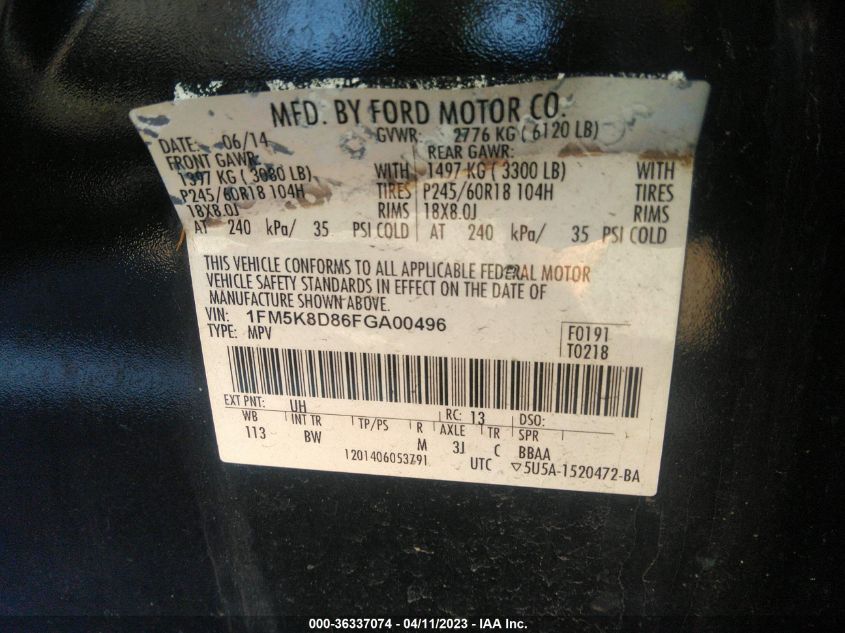 MFD. BY FORD MOTOR CO.
DATE: 06/14 GVWR: 2776 KG ( 6120 LB)
FRONT GAWR: REAR GAWR:
1397 KG ( 3080 LB) WITH 1497 KG ( 3300 LB) WITH
P245/60R18 104H TIRES P245/60R18 104H TIRES
18X8.0J RIMS 18X8.0J RIMS
AT 240 kPa/ 35 PSI COLD AT 240 kPa/ 35 PSI COLD
THIS VEHICLE CONFORMS TO ALL APPLICABLE FEDERAL MOTOR
VEHICLE SAFETY STANDARDS IN EFFECT ON THE DATE OF
MANUFACTURE SHOWN ABOVE.
VIN: 1FM5K8D86FGA00496
TYPE: MPV
F0191
T0218
EXT PNT: UH RC: 13 DSO:
WB INT TR TP/PS R AXLE TR SPR
113 BW M 3J C BBAA
1201406053791 UTC ▽5U5A-1520472-BA
000-36337074 / 04/11/2023 - IAA Inc.